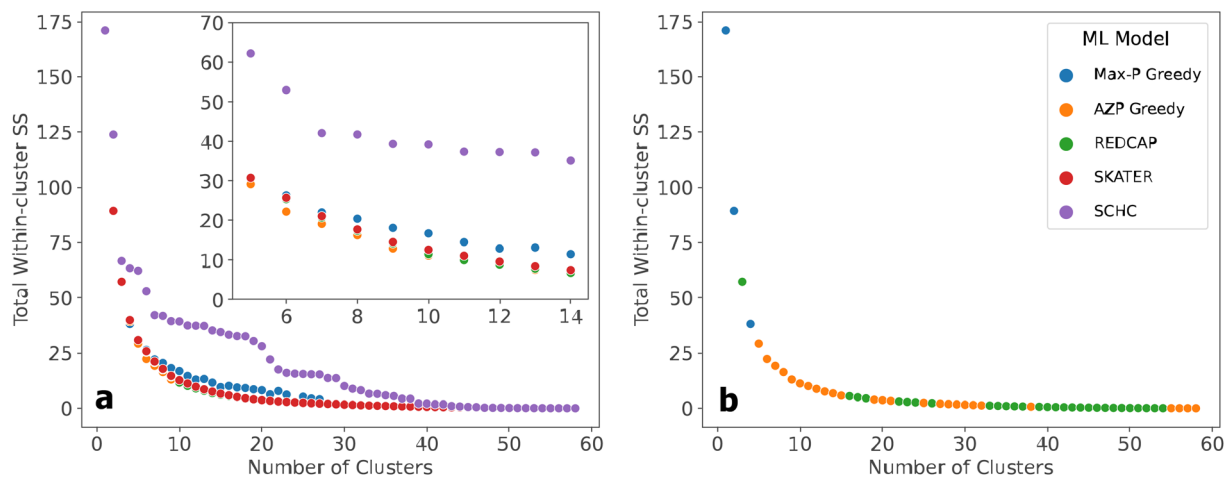 175
150
125
100
75
50
25
0
Total Within-cluster SS
0 10 20 30 40 50 60
Number of Clusters
70
60
50
40
30
20
10
0
6 8 10 12 14
a
175
150
125
100
75
50
25
0
Total Within-cluster SS
0 10 20 30 40 50 60
Number of Clusters
ML Model
Max-P Greedy
AZP Greedy
REDCAP
SKATER
SCHC
b